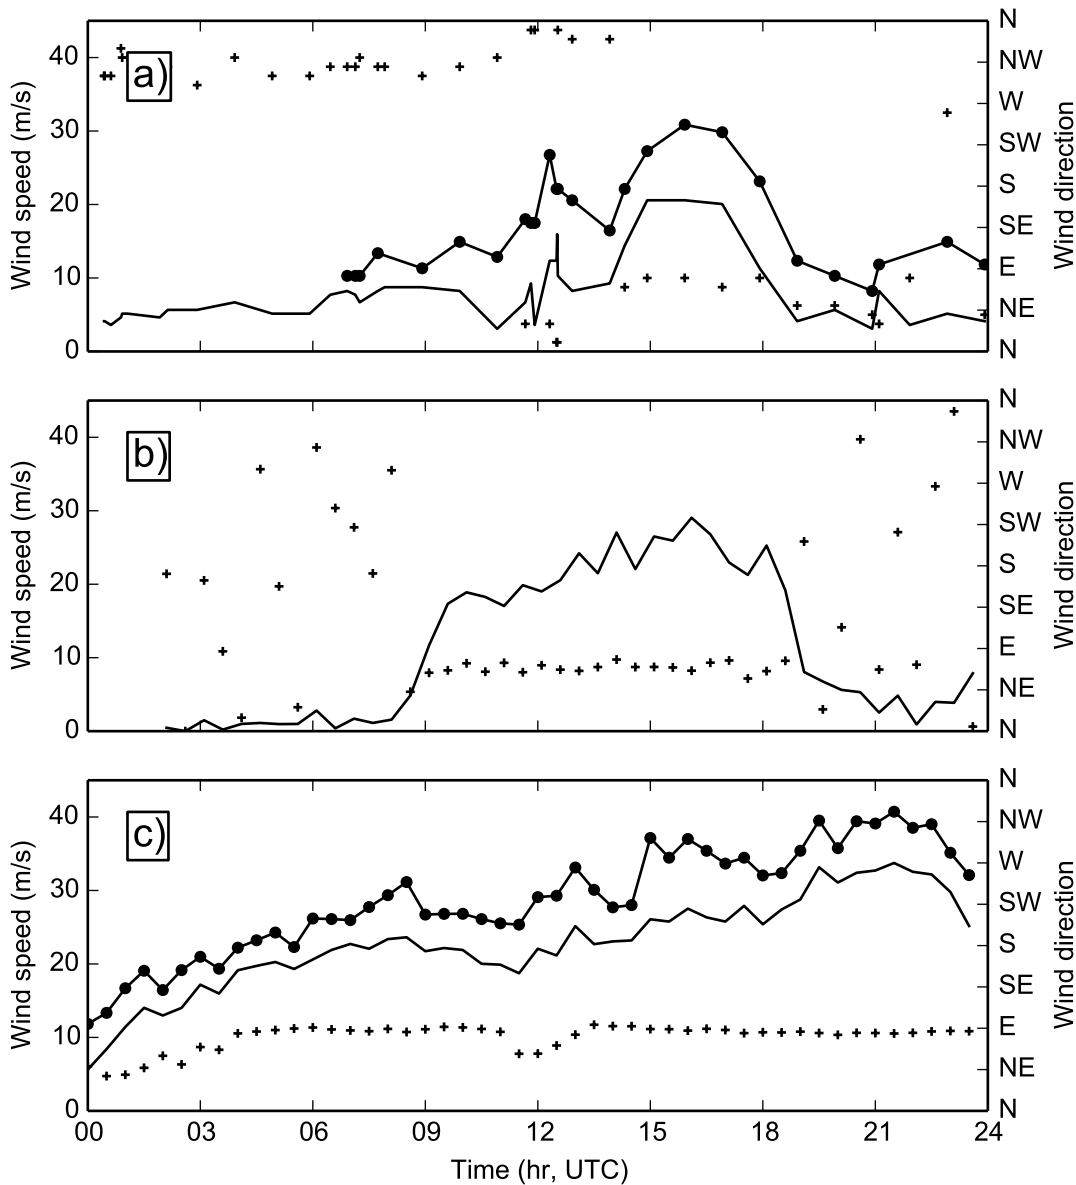 a)
Wind speed (m/s)
40
30
20
10
0
N
NW
W
SW
S
SE
E
NE
N
Wind direction
b)
Wind speed (m/s)
40
30
20
10
0
N
NW
W
SW
S
SE
E
NE
N
Wind direction
c)
Wind speed (m/s)
40
30
20
10
0
N
NW
W
SW
S
SE
E
NE
N
Wind direction
00 03 06 09 12 15 18 21 24
Time (hr, UTC)